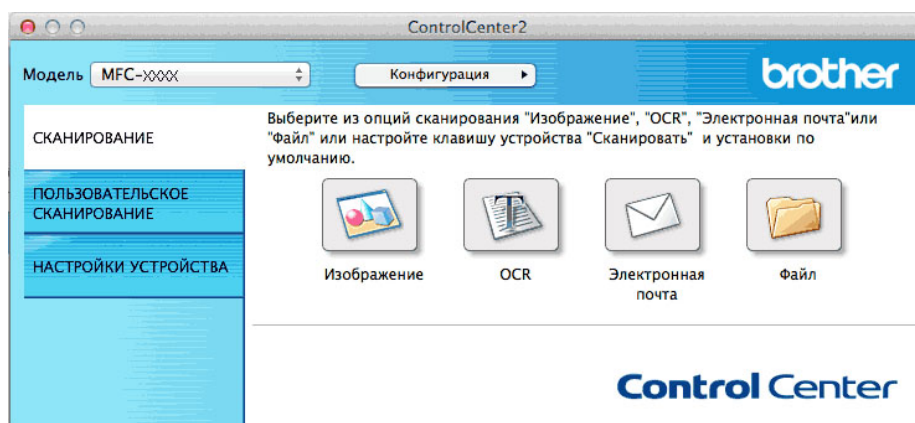 ControlCenter2
Модель MFC-XXXX Конфигурация
brother
СКАНИРОВАНИЕ
ПОЛЬЗОВАТЕЛЬСКОЕ
СКАНИРОВАНИЕ
НАСТРОЙКИ УСТРОЙСТВА
Выберите из опций сканирования "Изображение", "OCR", "Электронная почта"или
"Файл" или настройте клавишу устройства "Сканировать" и установки по
умолчанию.
Изображение
OCR
Электронная
почта
Файл
Control Center